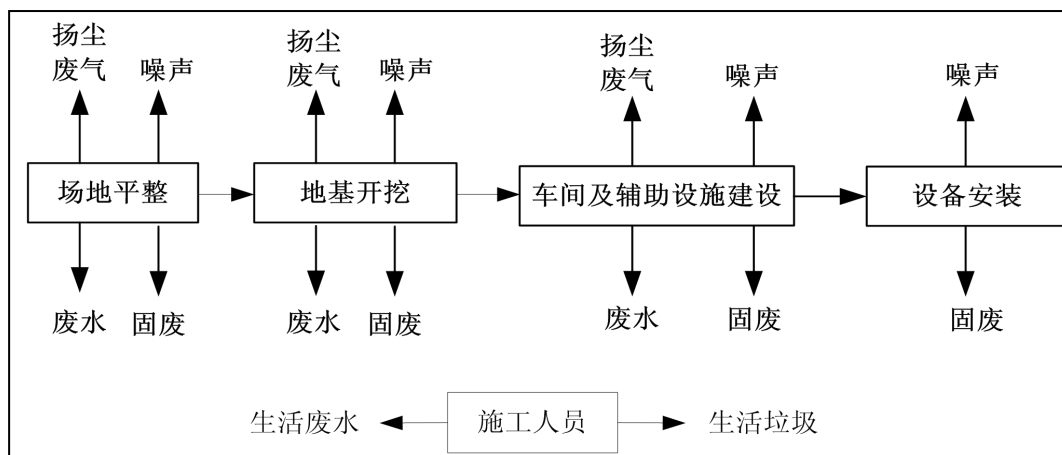 扬尘
废气
噪声
扬尘
废气
噪声
扬尘
废气
噪声
噪声
场地平整
地基开挖
车间及辅助设施建设
设备安装
废水
固废
废水
固废
废水
固废
固废
生活废水
施工人员
生活垃圾